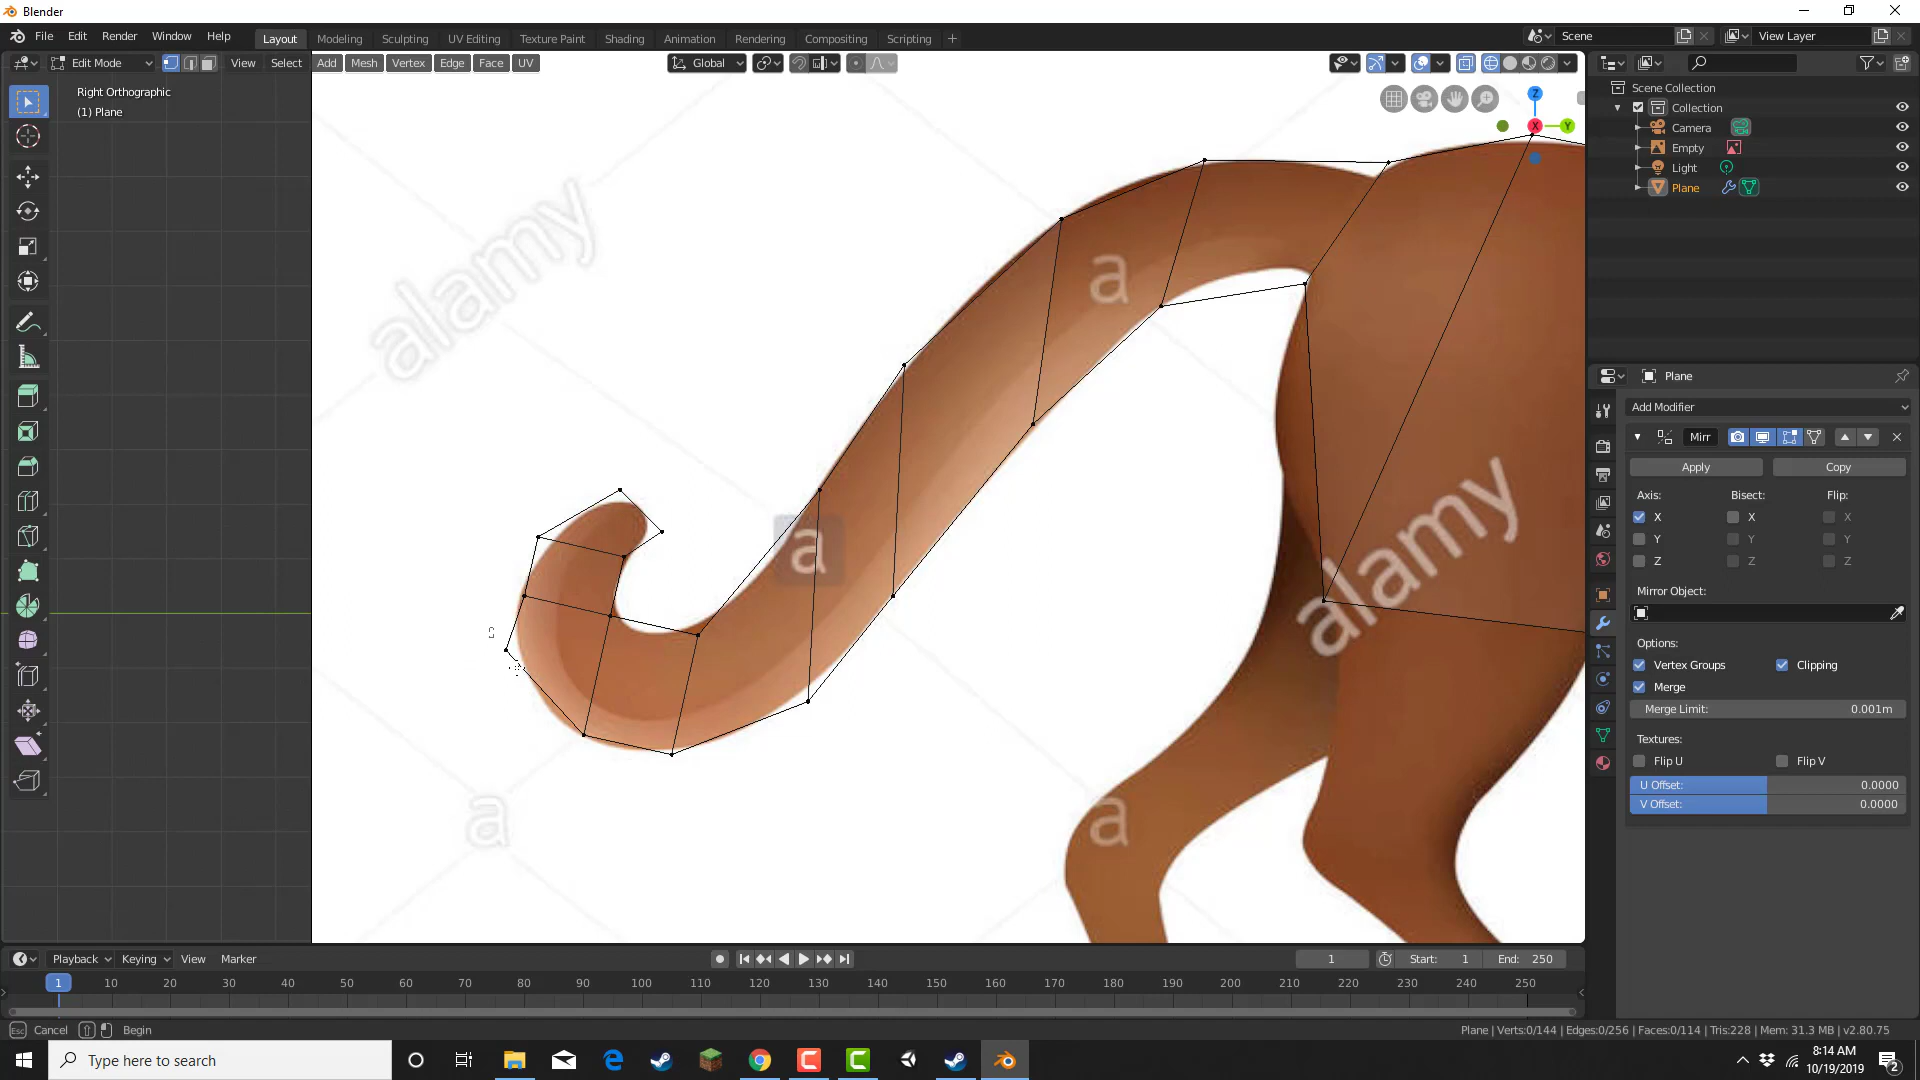 Blender
File Edit Render Window Help Layout Modeling Sculpting UV Editing Texture Paint Shading Animation Rendering Compositing Scripting Scene View Layer
Edit Mode View Select Add Mesh Vertex Edge Face UV Global
Right Orthographic
(1) Plane
Z
X
Y
Scene Collection
Collection
Camera
Empty
Light
Plane
alamy
a
a
alamy
a
a
Plane
Add Modifier
Mirr
Apply Copy
Axis: Bisect: Flip:
X X X
Y Y Y
Z Z Z
Mirror Object:
Options:
Vertex Groups Clipping
Merge
Merge Limit: 0.001m
Textures:
Flip U Flip V
U Offset: 0.0000
V Offset: 0.0000
Playback Keying View Marker 1 Start: 1 End: 250
1 10 20 30 40 50 60 70 80 90 100 110 120 130 140 150 160 170 180 190 200 210 220 230 240 250
Esc Cancel Begin Plane | Verts:0/144 | Edges:0/256 | Faces:0/114 | Tris:228 | Mem: 31.3 MB | v2.80.75
Type here to search
8:14 AM
10/19/2019
2